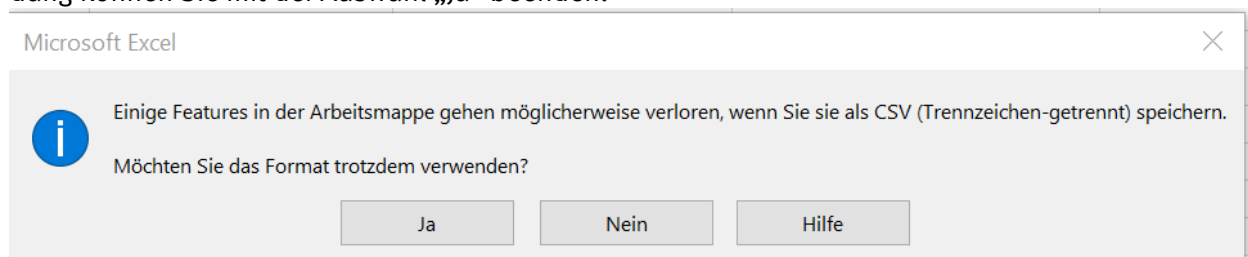 Microsoft Excel
Einige Features in der Arbeitsmappe gehen möglicherweise verloren, wenn Sie sie als CSV (Trennzeichen-getrennt) speichern.
Möchten Sie das Format trotzdem verwenden?
Ja Nein Hilfe